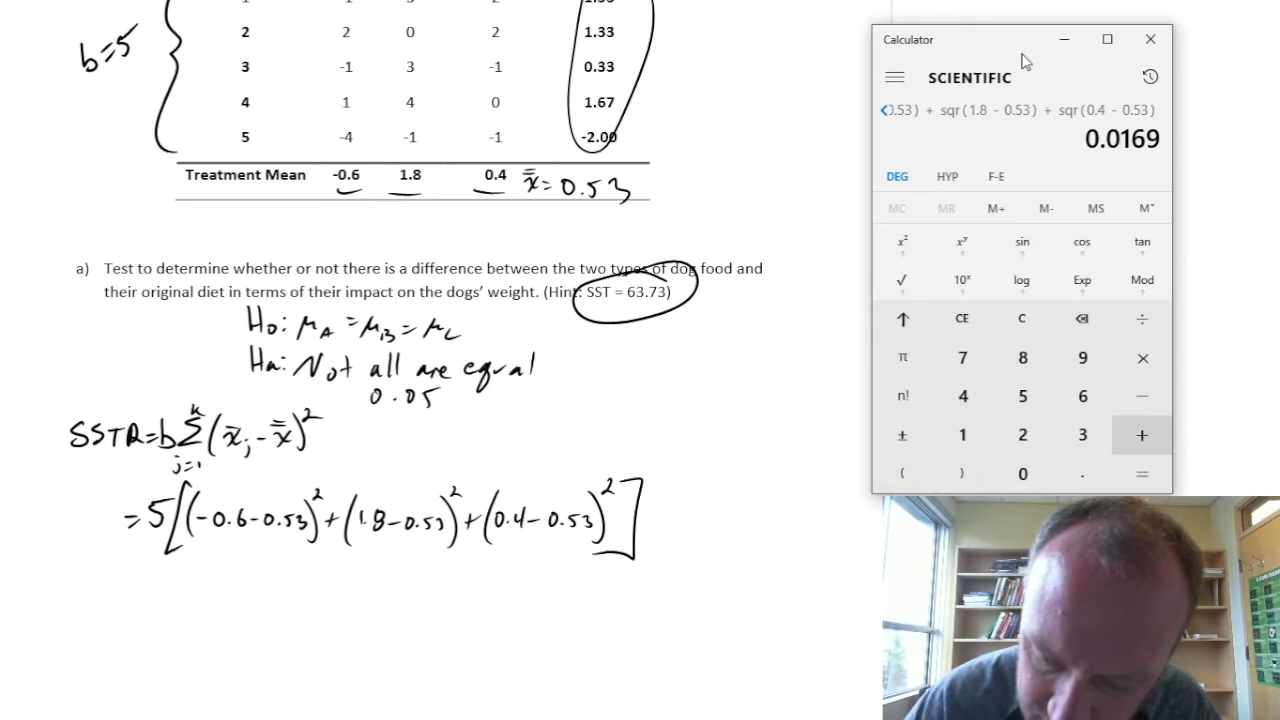 2 2 0 2 1.33
b=5 3 -1 3 -1 0.33
4 1 4 0 1.67
5 -4 -1 -1 -2.00
Treatment Mean -0.6 1.8 0.4 x̿ = 0.53
a) Test to determine whether or not there is a difference between the two types of dog food and
their original diet in terms of their impact on the dogs' weight. (Hint: SST = 63.73)
Ho: μA = μB = μC
Ha: Not all are equal
0.05
SSTR = b Σ (x̄j - x̿)² k j=1
= 5[(-0.6-0.53)² + (1.8-0.53)² + (0.4-0.53)²]
Calculator
SCIENTIFIC
0.53) + sqr(1.8 - 0.53) + sqr(0.4 - 0.53)
0.0169
DEG HYP F-E
MC MR M+ M- MS M˅
x² xʸ sin cos tan
√ 10ˣ log Exp Mod
↑ CE C ⌫ ÷
π 7 8 9 ×
n! 4 5 6 −
± 1 2 3 +
( ) 0 . =